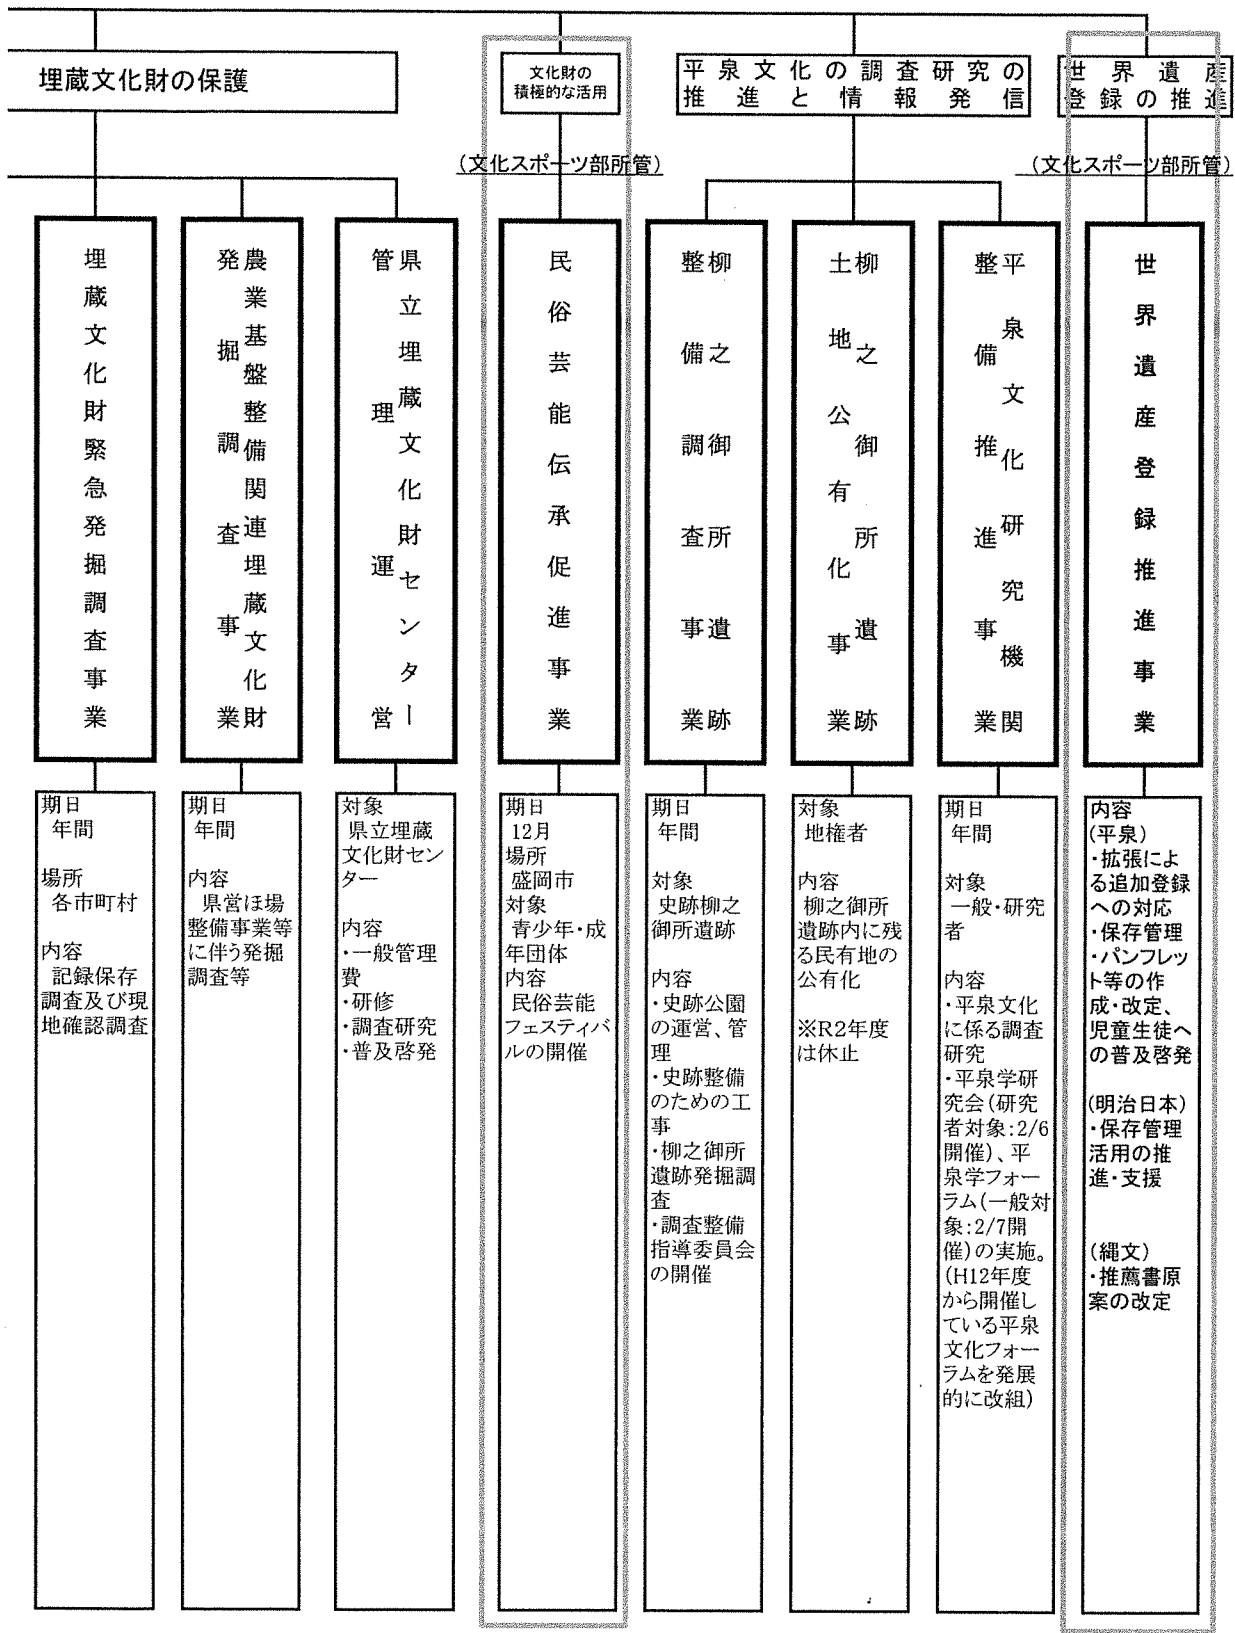 埋蔵文化財の保護
文化財の
積極的な活用
平泉文化の調査研究の
推進と情報発信
世界遺産
登録の推進
(文化スポーツ部所管)
(文化スポーツ部所管)
埋蔵文化財緊急発掘調査事業
農業基盤整備関連埋蔵文化財
発掘調査事業
県立埋蔵文化財センター
管理運営
民俗芸能伝承促進事業
柳之御所遺跡
整備調査事業
柳之御所遺跡
土地公有化事業
平泉文化研究機関
整備推進事業
世界遺産登録推進事業
期日
年間
場所
各市町村
内容
記録保存
調査及び現
地確認調査
期日
年間
内容
県営ほ場
整備事業等
に伴う発掘
調査等
対象
県立埋蔵
文化財セン
ター
内容
・一般管理
費
・研修
・調査研究
・普及啓発
期日
12月
場所
盛岡市
対象
青少年・成
年団体
内容
民俗芸能
フェスティバ
ルの開催
期日
年間
対象
史跡柳之
御所遺跡
内容
・史跡公園
の運営、管
理
・史跡整備
のための工
事
・柳之御所
遺跡発掘調
査
・調査整備
指導委員会
の開催
対象
地権者
内容
柳之御所
遺跡内に残
る民有地の
公有化
※R2年度
は休止
期日
年間
対象
一般・研究
者
内容
・平泉文化
に係る調査
研究
・平泉学研
究会(研究
者対象:2/6
開催)、平
泉学フォー
ラム(一般対
象:2/7開
催)の実施。
(H12年度
から開催し
ている平泉
文化フォー
ラムを発展
的に改組)
内容
(平泉)
・拡張によ
る追加登録
への対応
・保存管理
・パンフレッ
ト等の作
成・改定、
児童生徒へ
の普及啓発
(明治日本)
・保存管理
活用の推
進・支援
(縄文)
・推薦書原
案の改定